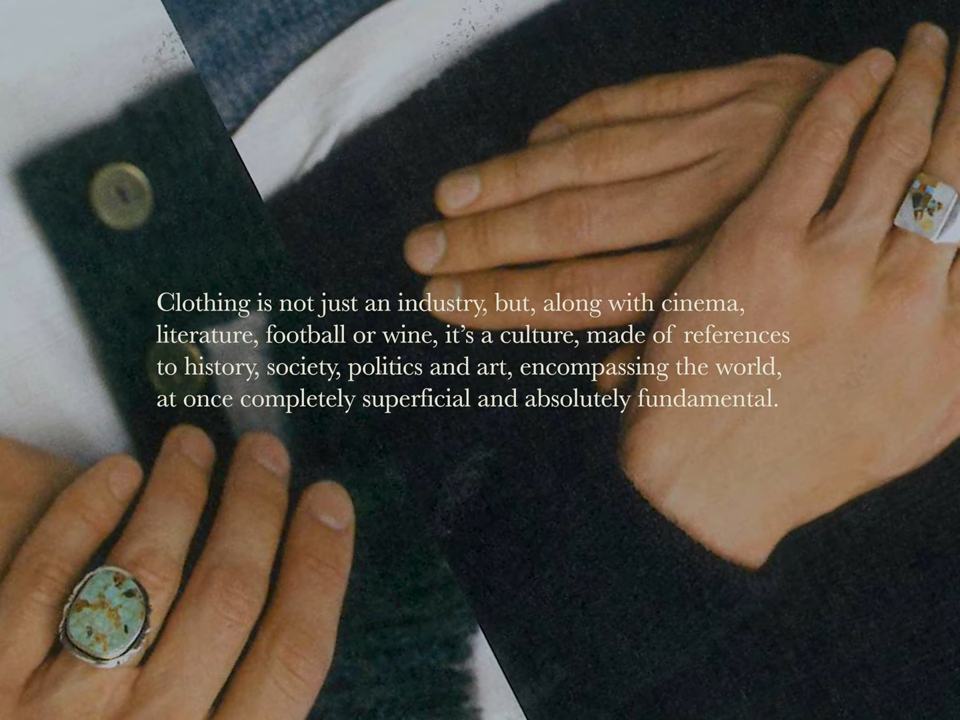 Clothing is not just an industry, but, along with cinema,
literature, football or wine, it’s a culture, made of references
to history, society, politics and art, encompassing the world,
at once completely superficial and absolutely fundamental.